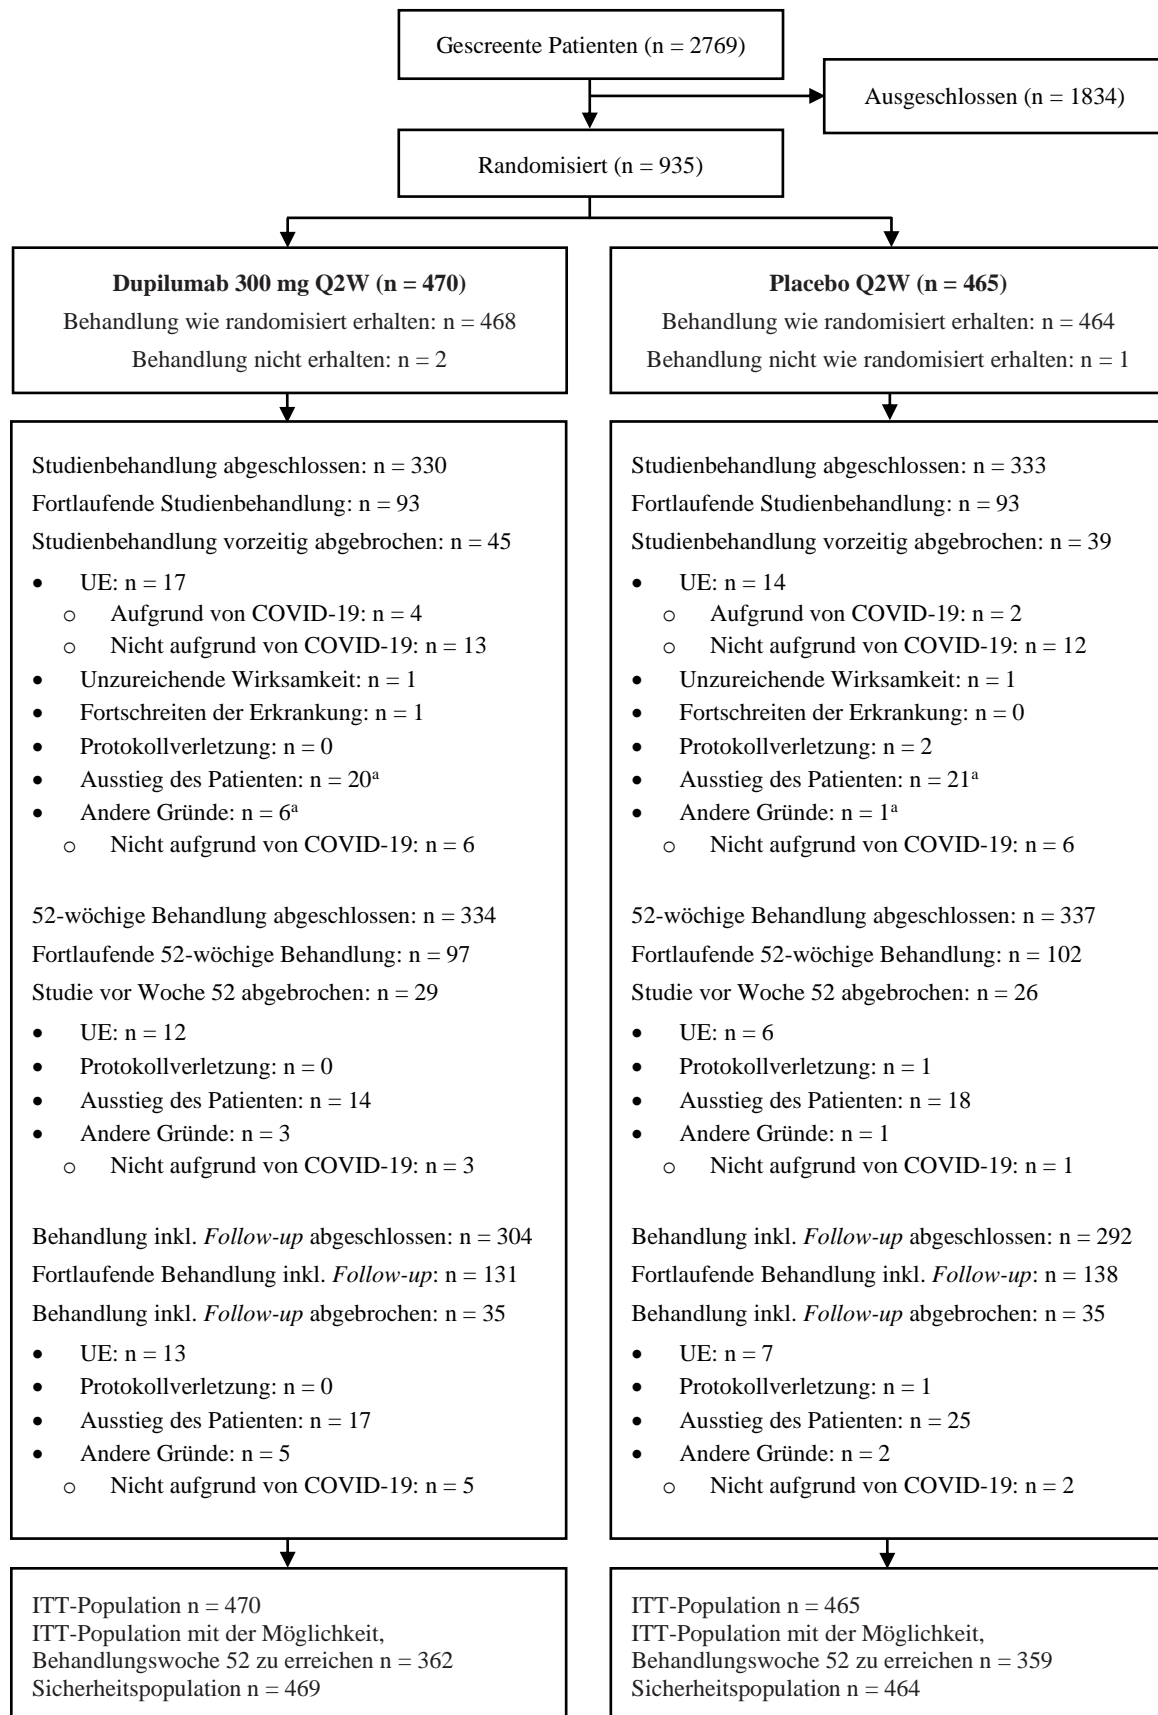 Gescreente Patienten (n = 2769)
Ausgeschlossen (n = 1834)
Randomisiert (n = 935)
Dupilumab 300 mg Q2W (n = 470)
Behandlung wie randomisiert erhalten: n = 468
Behandlung nicht erhalten: n = 2
Placebo Q2W (n = 465)
Behandlung wie randomisiert erhalten: n = 464
Behandlung nicht wie randomisiert erhalten: n = 1
Studienbehandlung abgeschlossen: n = 330
Fortlaufende Studienbehandlung: n = 93
Studienbehandlung vorzeitig abgebrochen: n = 45
• UE: n = 17
o Aufgrund von COVID-19: n = 4
o Nicht aufgrund von COVID-19: n = 13
• Unzureichende Wirksamkeit: n = 1
• Fortschreiten der Erkrankung: n = 1
• Protokollverletzung: n = 0
• Ausstieg des Patienten: n = 20ᵃ
• Andere Gründe: n = 6ᵃ
o Nicht aufgrund von COVID-19: n = 6
52-wöchige Behandlung abgeschlossen: n = 334
Fortlaufende 52-wöchige Behandlung: n = 97
Studie vor Woche 52 abgebrochen: n = 29
• UE: n = 12
• Protokollverletzung: n = 0
• Ausstieg des Patienten: n = 14
• Andere Gründe: n = 3
o Nicht aufgrund von COVID-19: n = 3
Behandlung inkl. Follow-up abgeschlossen: n = 304
Fortlaufende Behandlung inkl. Follow-up: n = 131
Behandlung inkl. Follow-up abgebrochen: n = 35
• UE: n = 13
• Protokollverletzung: n = 0
• Ausstieg des Patienten: n = 17
• Andere Gründe: n = 5
o Nicht aufgrund von COVID-19: n = 5
Studienbehandlung abgeschlossen: n = 333
Fortlaufende Studienbehandlung: n = 93
Studienbehandlung vorzeitig abgebrochen: n = 39
• UE: n = 14
o Aufgrund von COVID-19: n = 2
o Nicht aufgrund von COVID-19: n = 12
• Unzureichende Wirksamkeit: n = 1
• Fortschreiten der Erkrankung: n = 0
• Protokollverletzung: n = 2
• Ausstieg des Patienten: n = 21ᵃ
• Andere Gründe: n = 1ᵃ
o Nicht aufgrund von COVID-19: n = 6
52-wöchige Behandlung abgeschlossen: n = 337
Fortlaufende 52-wöchige Behandlung: n = 102
Studie vor Woche 52 abgebrochen: n = 26
• UE: n = 6
• Protokollverletzung: n = 1
• Ausstieg des Patienten: n = 18
• Andere Gründe: n = 1
o Nicht aufgrund von COVID-19: n = 1
Behandlung inkl. Follow-up abgeschlossen: n = 292
Fortlaufende Behandlung inkl. Follow-up: n = 138
Behandlung inkl. Follow-up abgebrochen: n = 35
• UE: n = 7
• Protokollverletzung: n = 1
• Ausstieg des Patienten: n = 25
• Andere Gründe: n = 2
o Nicht aufgrund von COVID-19: n = 2
ITT-Population n = 470
ITT-Population mit der Möglichkeit,
Behandlungswoche 52 zu erreichen n = 362
Sicherheitspopulation n = 469
ITT-Population n = 465
ITT-Population mit der Möglichkeit,
Behandlungswoche 52 zu erreichen n = 359
Sicherheitspopulation n = 464